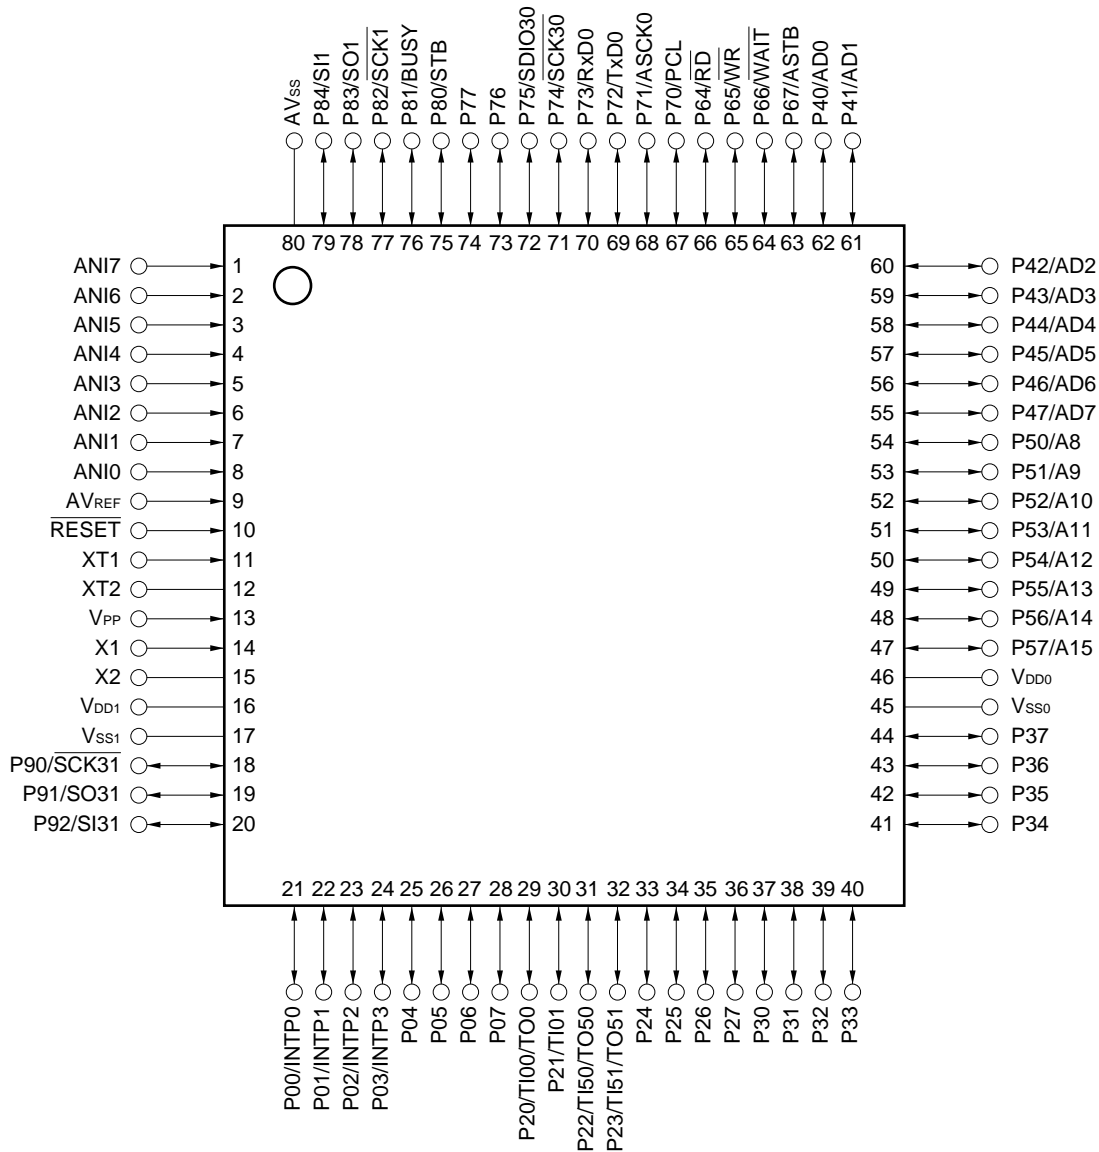 AVss
P84/SI1
P83/SO1
P82/SCK1
P81/BUSY
P80/STB
P77
P76
P75/SDIO30
P74/SCK30
P73/RxD0
P72/TxD0
P71/ASCK0
P70/PCL
P64/RD
P65/WR
P66/WAIT
P67/ASTB
P40/AD0
P41/AD1
80 79 78 77 76 75 74 73 72 71 70 69 68 67 66 65 64 63 62 61
ANI7 1
ANI6 2
ANI5 3
ANI4 4
ANI3 5
ANI2 6
ANI1 7
ANI0 8
AVREF 9
RESET 10
XT1 11
XT2 12
VPP 13
X1 14
X2 15
VDD1 16
VSS1 17
P90/SCK31 18
P91/SO31 19
P92/SI31 20
60 P42/AD2
59 P43/AD3
58 P44/AD4
57 P45/AD5
56 P46/AD6
55 P47/AD7
54 P50/A8
53 P51/A9
52 P52/A10
51 P53/A11
50 P54/A12
49 P55/A13
48 P56/A14
47 P57/A15
46 VDD0
45 VSS0
44 P37
43 P36
42 P35
41 P34
21 22 23 24 25 26 27 28 29 30 31 32 33 34 35 36 37 38 39 40
P00/INTP0
P01/INTP1
P02/INTP2
P03/INTP3
P04
P05
P06
P07
P20/TI00/TO0
P21/TI01
P22/TI50/TO50
P23/TI51/TO51
P24
P25
P26
P27
P30
P31
P32
P33